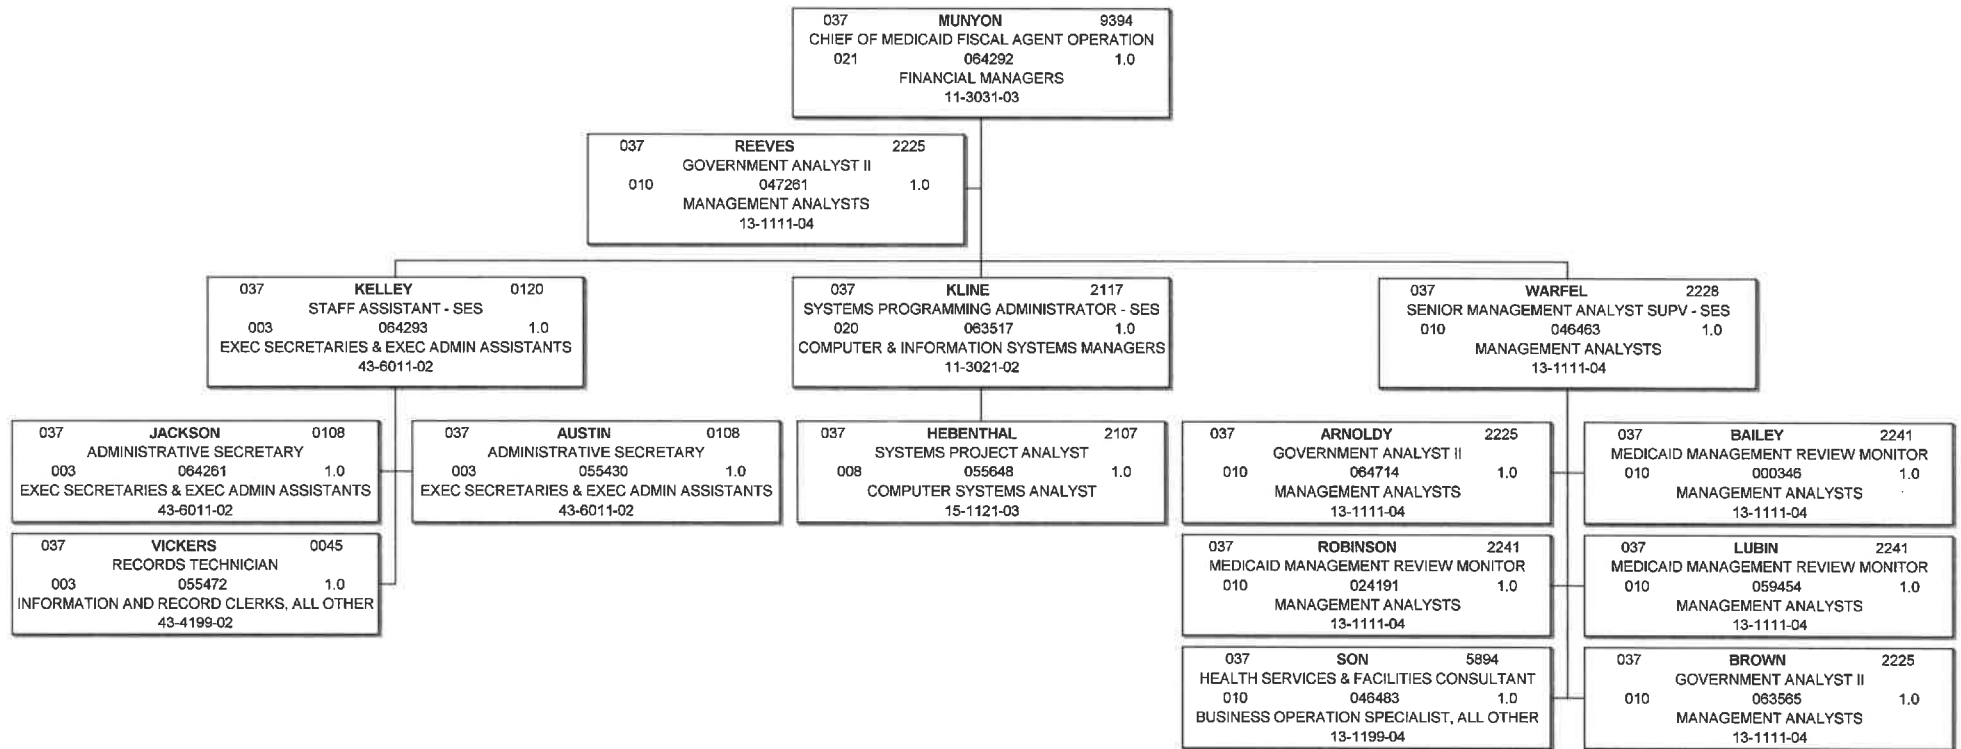 037 MUNYON 9394
CHIEF OF MEDICAID FISCAL AGENT OPERATION
021 064292 1.0
FINANCIAL MANAGERS
11-3031-03
037 REEVES 2225
GOVERNMENT ANALYST II
010 047261 1.0
MANAGEMENT ANALYSTS
13-1111-04
037 KELLEY 0120
STAFF ASSISTANT - SES
003 064293 1.0
EXEC SECRETARIES & EXEC ADMIN ASSISTANTS
43-6011-02
037 KLINE 2117
SYSTEMS PROGRAMMING ADMINISTRATOR - SES
020 063517 1.0
COMPUTER & INFORMATION SYSTEMS MANAGERS
11-3021-02
037 WARFEL 2228
SENIOR MANAGEMENT ANALYST SUPV - SES
010 046463 1.0
MANAGEMENT ANALYSTS
13-1111-04
037 JACKSON 0108
ADMINISTRATIVE SECRETARY
003 064261 1.0
EXEC SECRETARIES & EXEC ADMIN ASSISTANTS
43-6011-02
037 AUSTIN 0108
ADMINISTRATIVE SECRETARY
003 055430 1.0
EXEC SECRETARIES & EXEC ADMIN ASSISTANTS
43-6011-02
037 HEBENTHAL 2107
SYSTEMS PROJECT ANALYST
008 055648 1.0
COMPUTER SYSTEMS ANALYST
15-1121-03
037 ARNOLDY 2225
GOVERNMENT ANALYST II
010 064714 1.0
MANAGEMENT ANALYSTS
13-1111-04
037 BAILEY 2241
MEDICAID MANAGEMENT REVIEW MONITOR
010 000346 1.0
MANAGEMENT ANALYSTS
13-1111-04
037 VICKERS 0045
RECORDS TECHNICIAN
003 055472 1.0
INFORMATION AND RECORD CLERKS, ALL OTHER
43-4199-02
037 ROBINSON 2241
MEDICAID MANAGEMENT REVIEW MONITOR
010 024191 1.0
MANAGEMENT ANALYSTS
13-1111-04
037 LUBIN 2241
MEDICAID MANAGEMENT REVIEW MONITOR
010 059454 1.0
MANAGEMENT ANALYSTS
13-1111-04
037 SON 5894
HEALTH SERVICES & FACILITIES CONSULTANT
010 046483 1.0
BUSINESS OPERATION SPECIALIST, ALL OTHER
13-1199-04
037 BROWN 2225
GOVERNMENT ANALYST II
010 063565 1.0
MANAGEMENT ANALYSTS
13-1111-04